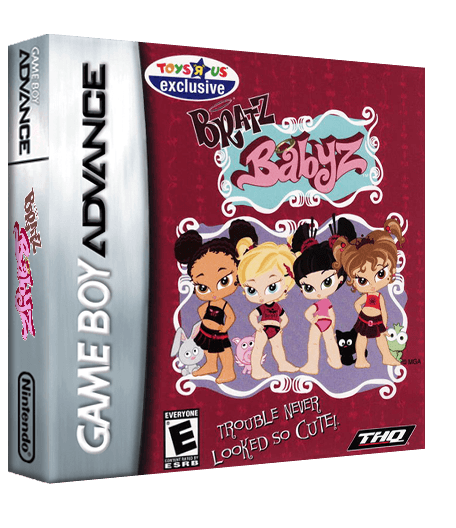 GAME BOY
ADVANCE
BRATZ
BABYZ
Nintendo
GAME BOY ADVANCE
TOYS R US
exclusive
BRATZ
BABYZ
© MGA
EVERYONE
E
CONTENT RATED BY
ESRB
TROUBLE NEVER
LOOKED SO CUTE!
THQ